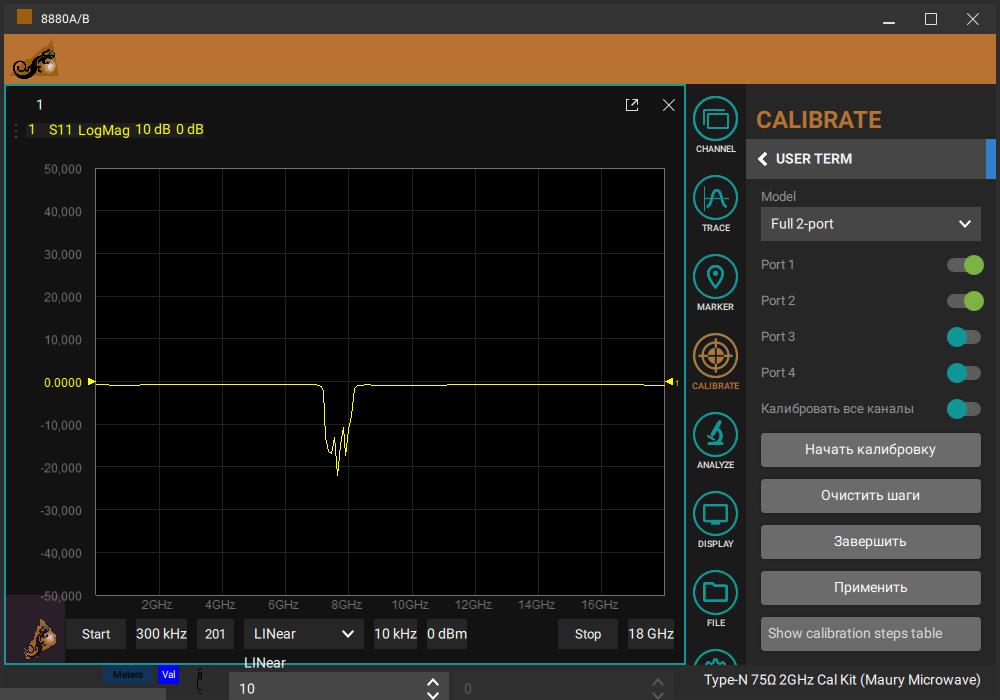 8880A/B
1
1 S11 LogMag 10 dB 0 dB
50,000
40,000
30,000
20,000
10,000
0.0000
1
-10,000
-20,000
-30,000
-40,000
-50,000
2GHz 4GHz 6GHz 8GHz 10GHz 12GHz 14GHz 16GHz
Start 300 kHz 201 LINear 10 kHz 0 dBm Stop 18 GHz
LINear
Meters Val
10 0
CHANNEL
TRACE
MARKER
CALIBRATE
ANALYZE
DISPLAY
FILE
CALIBRATE
USER TERM
Model
Full 2-port
Port 1
Port 2
Port 3
Port 4
Калибровать все каналы
Начать калибровку
Очистить шаги
Завершить
Применить
Show calibration steps table
Type-N 75Ω 2GHz Cal Kit (Maury Microwave)